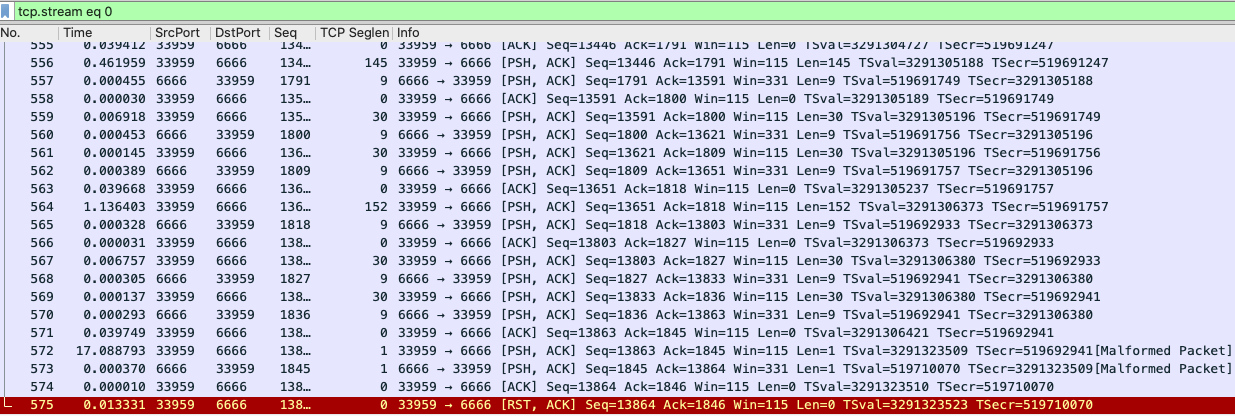 tcp.stream eq 0
No. Time SrcPort DstPort Seq TCP Seglen Info
555 0.039412 33959 6666 134… 0 33959 → 6666 [ACK] Seq=13446 Ack=1791 Win=115 Len=0 TSval=3291304727 TSecr=519691247
556 0.461959 33959 6666 134… 145 33959 → 6666 [PSH, ACK] Seq=13446 Ack=1791 Win=115 Len=145 TSval=3291305188 TSecr=519691247
557 0.000455 6666 33959 1791 9 6666 → 33959 [PSH, ACK] Seq=1791 Ack=13591 Win=331 Len=9 TSval=519691749 TSecr=3291305188
558 0.000030 33959 6666 135… 0 33959 → 6666 [ACK] Seq=13591 Ack=1800 Win=115 Len=0 TSval=3291305189 TSecr=519691749
559 0.006918 33959 6666 135… 30 33959 → 6666 [PSH, ACK] Seq=13591 Ack=1800 Win=115 Len=30 TSval=3291305196 TSecr=519691749
560 0.000453 6666 33959 1800 9 6666 → 33959 [PSH, ACK] Seq=1800 Ack=13621 Win=331 Len=9 TSval=519691756 TSecr=3291305196
561 0.000145 33959 6666 136… 30 33959 → 6666 [PSH, ACK] Seq=13621 Ack=1809 Win=115 Len=30 TSval=3291305196 TSecr=519691756
562 0.000389 6666 33959 1809 9 6666 → 33959 [PSH, ACK] Seq=1809 Ack=13651 Win=331 Len=9 TSval=519691757 TSecr=3291305196
563 0.039668 33959 6666 136… 0 33959 → 6666 [ACK] Seq=13651 Ack=1818 Win=115 Len=0 TSval=3291305237 TSecr=519691757
564 1.136403 33959 6666 136… 152 33959 → 6666 [PSH, ACK] Seq=13651 Ack=1818 Win=115 Len=152 TSval=3291306373 TSecr=519691757
565 0.000328 6666 33959 1818 9 6666 → 33959 [PSH, ACK] Seq=1818 Ack=13803 Win=331 Len=9 TSval=519692933 TSecr=3291306373
566 0.000031 33959 6666 138… 0 33959 → 6666 [ACK] Seq=13803 Ack=1827 Win=115 Len=0 TSval=3291306373 TSecr=519692933
567 0.006757 33959 6666 138… 30 33959 → 6666 [PSH, ACK] Seq=13803 Ack=1827 Win=115 Len=30 TSval=3291306380 TSecr=519692933
568 0.000305 6666 33959 1827 9 6666 → 33959 [PSH, ACK] Seq=1827 Ack=13833 Win=331 Len=9 TSval=519692941 TSecr=3291306380
569 0.000137 33959 6666 138… 30 33959 → 6666 [PSH, ACK] Seq=13833 Ack=1836 Win=115 Len=30 TSval=3291306380 TSecr=519692941
570 0.000293 6666 33959 1836 9 6666 → 33959 [PSH, ACK] Seq=1836 Ack=13863 Win=331 Len=9 TSval=519692941 TSecr=3291306380
571 0.039749 33959 6666 138… 0 33959 → 6666 [ACK] Seq=13863 Ack=1845 Win=115 Len=0 TSval=3291306421 TSecr=519692941
572 17.088793 33959 6666 138… 1 33959 → 6666 [PSH, ACK] Seq=13863 Ack=1845 Win=115 Len=1 TSval=3291323509 TSecr=519692941[Malformed Packet]
573 0.000370 6666 33959 1845 1 6666 → 33959 [PSH, ACK] Seq=1845 Ack=13864 Win=331 Len=1 TSval=519710070 TSecr=3291323509[Malformed Packet]
574 0.000010 33959 6666 138… 0 33959 → 6666 [ACK] Seq=13864 Ack=1846 Win=115 Len=0 TSval=3291323510 TSecr=519710070
575 0.013331 33959 6666 138… 0 33959 → 6666 [RST, ACK] Seq=13864 Ack=1846 Win=115 Len=0 TSval=3291323523 TSecr=519710070